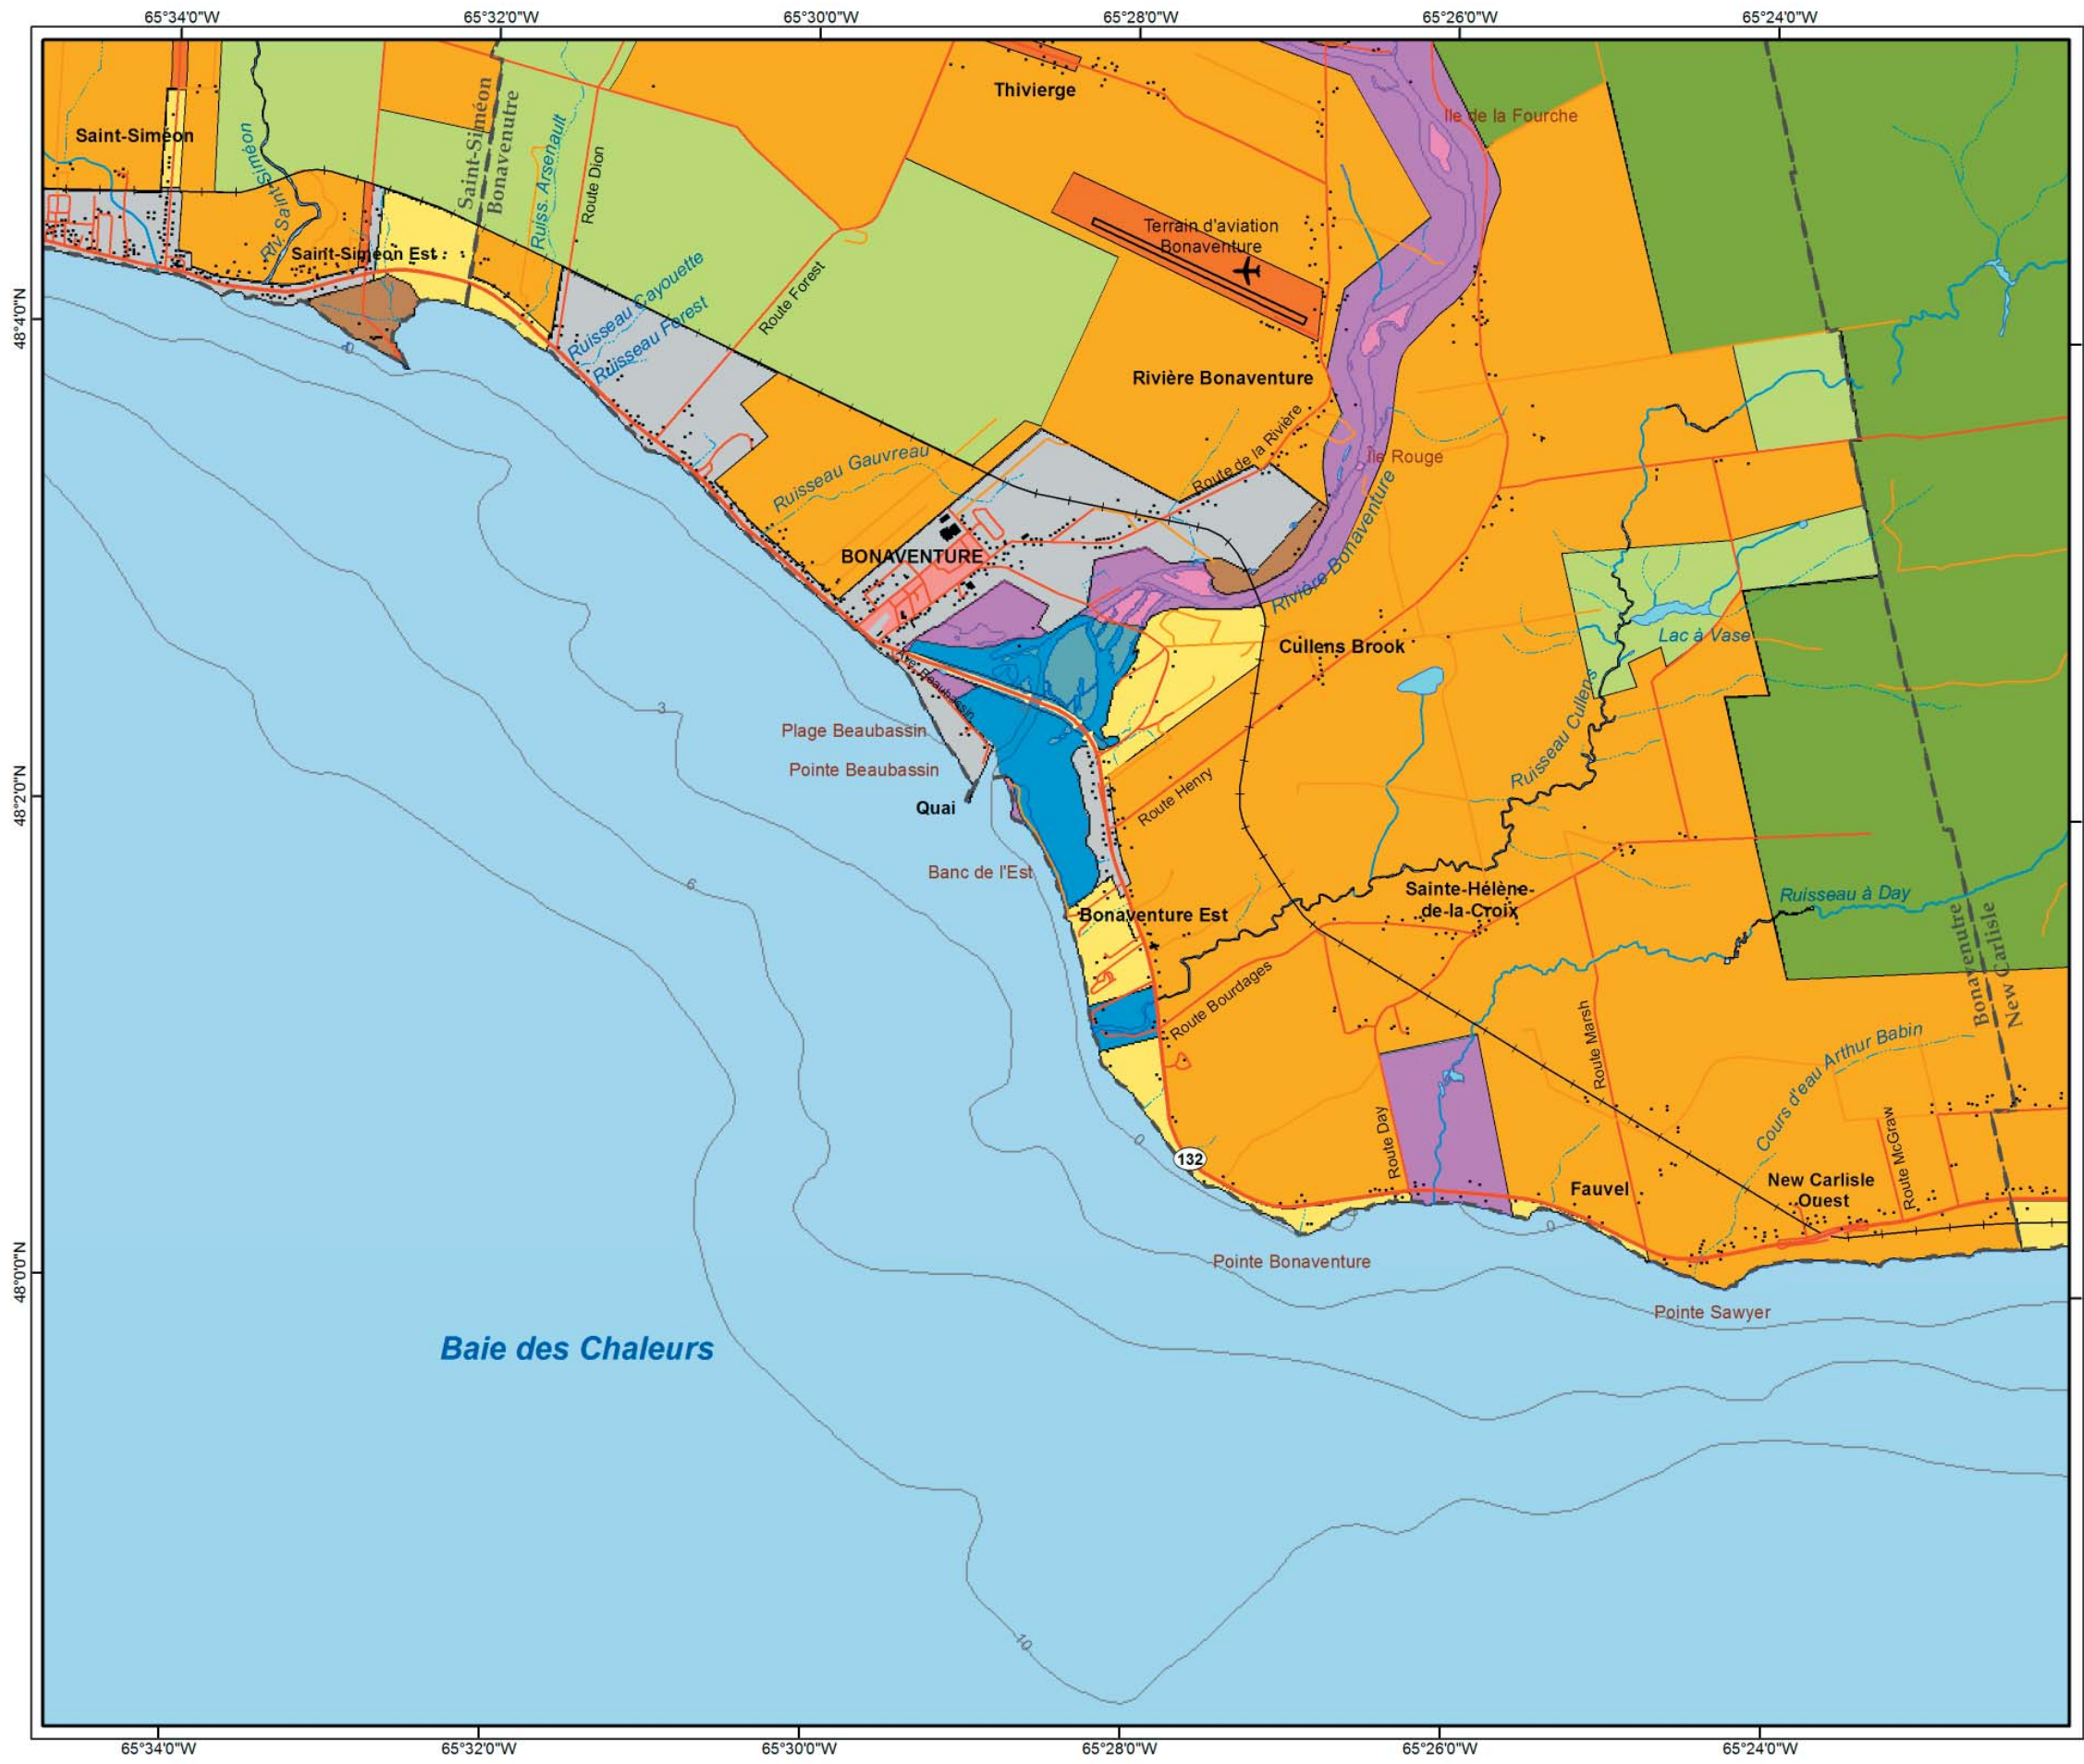 65°34'0"W
65°32'0"W
65°30'0"W
65°28'0"W
65°26'0"W
65°24'0"W
Thivierge
Ile de la Fourche
Saint-Siméon
Riv. Saint-Siméon
Saint-Siméon
Bonavenutre
Ruiss. Arsenault
Route Dion
Terrain d'aviation
Bonaventure
Saint-Siméon Est
Ruisseau Cayouette
Ruisseau Forest
Route Forest
48°4'0"N
0
Rivière Bonaventure
Route de la Rivière
Île Rouge
Ruisseau Gauvreau
BONAVENTURE
Rivière Bonaventure
Cullens Brook
Lac à Vase
Ave. Beaubassin
3
Plage Beaubassin
Pointe Beaubassin
Quai
Route Henry
Ruisseau Cullens
48°2'0"N
Banc de l'Est
6
Bonaventure Est
Sainte-Hélène-
de-la-Croix
Ruisseau à Day
Bonavenutre
New Carlisle
Route Bourdages
Route Marsh
Cours d'eau Arthur Babin
Route Day
Route McGraw
0
132
Fauvel
New Carlisle
Ouest
0
48°0'0"N
Pointe Bonaventure
Pointe Sawyer
Baie des Chaleurs
10
65°34'0"W
65°32'0"W
65°30'0"W
65°28'0"W
65°26'0"W
65°24'0"W